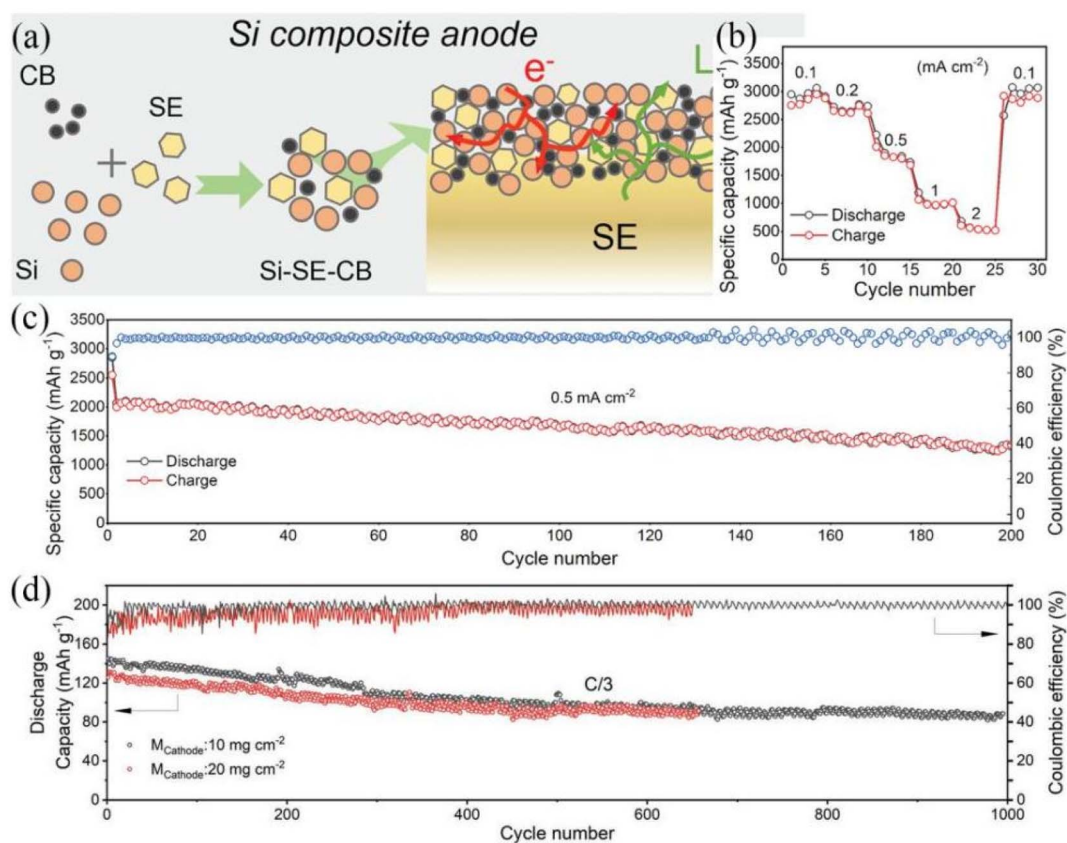 (a)
Si composite anode
CB
SE
+
Si
Si-SE-CB
e-
L
SE
(b)
Specific capacity (mAh g-1)
3500
3000
2500
2000
1500
1000
500
0
0.1
0.2
0.5
1
2
(mA cm-2)
0.1
Discharge
Charge
0 5 10 15 20 25 30
Cycle number
(c)
Specific capacity (mAh g-1)
3500
3000
2500
2000
1500
1000
500
0
0.5 mA cm-2
Discharge
Charge
100
80
60
40
20
0
Coulombic efficiency (%)
0 20 40 60 80 100 120 140 160 180 200
Cycle number
(d)
Discharge
Capacity (mAh g-1)
200
160
120
80
40
0
C/3
MCathode:10 mg cm-2
MCathode:20 mg cm-2
100
80
60
40
20
0
Coulombic efficiency (%)
0 200 400 600 800 1000
Cycle number